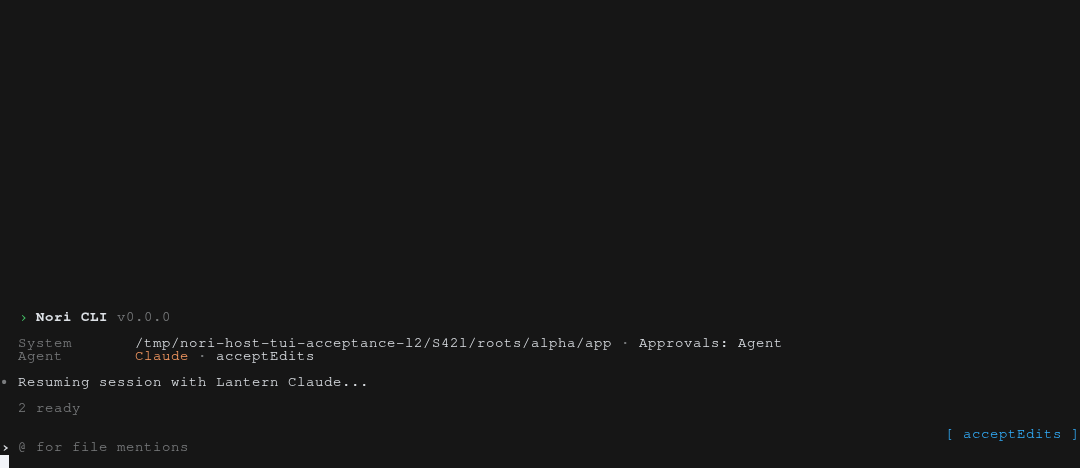 › Nori CLI v0.0.0
System /tmp/nori-host-tui-acceptance-l2/S42l/roots/alpha/app · Approvals: Agent
Agent Claude · acceptEdits
• Resuming session with Lantern Claude...
2 ready
[ acceptEdits ]
› @ for file mentions